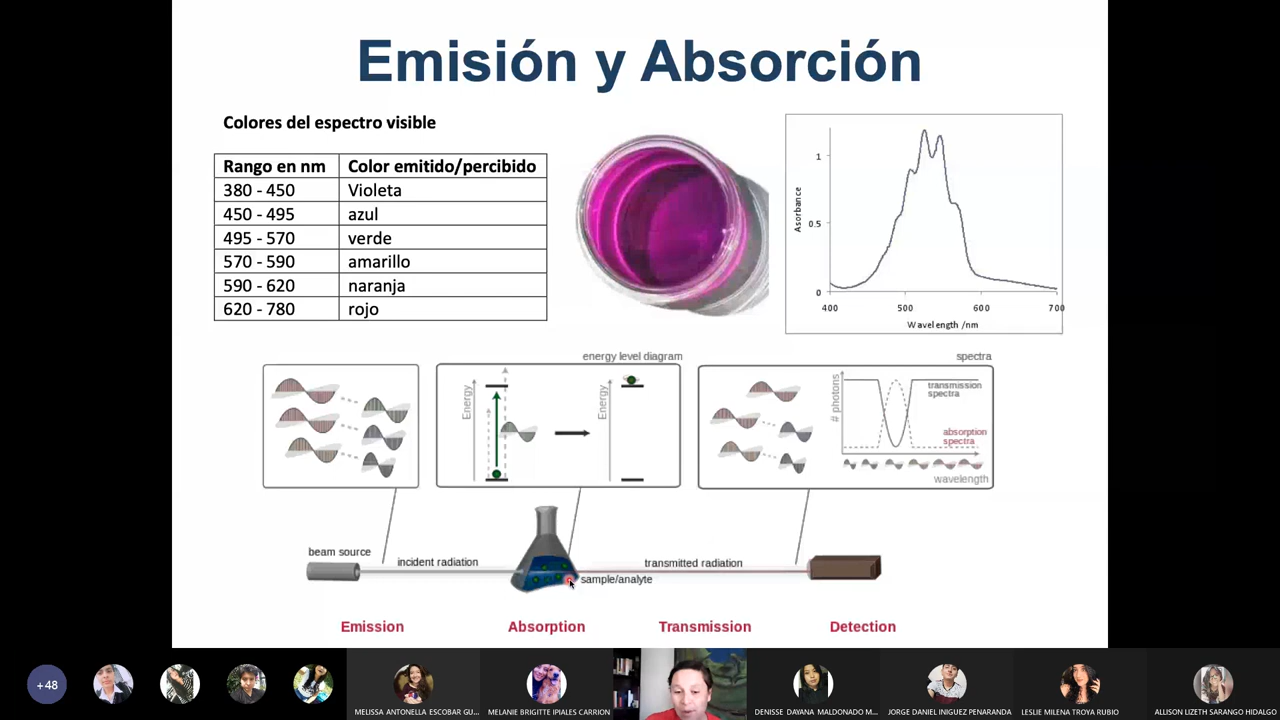 Emisión y Absorción
Colores del espectro visible
Rango en nm Color emitido/percibido
380 - 450 Violeta
450 - 495 azul
495 - 570 verde
570 - 590 amarillo
590 - 620 naranja
620 - 780 rojo
Asorbance
1
0.5
0
400 500 600 700
Wavelength /nm
energy level diagram
Energy
Energy
spectra
# photons
transmission
spectra
absorption
spectra
wavelength
beam source
incident radiation
transmitted radiation
sample/analyte
Emission Absorption Transmission Detection
+48
MELISSA ANTONELLA ESCOBAR GU...
MELANIE BRIGITTE IPIALES CARRION
DENISSE DAYANA MALDONADO M...
JORGE DANIEL INIGUEZ PENARANDA
LESLIE MILENA TROYA RUBIO
ALLISON LIZETH SARANGO HIDALGO